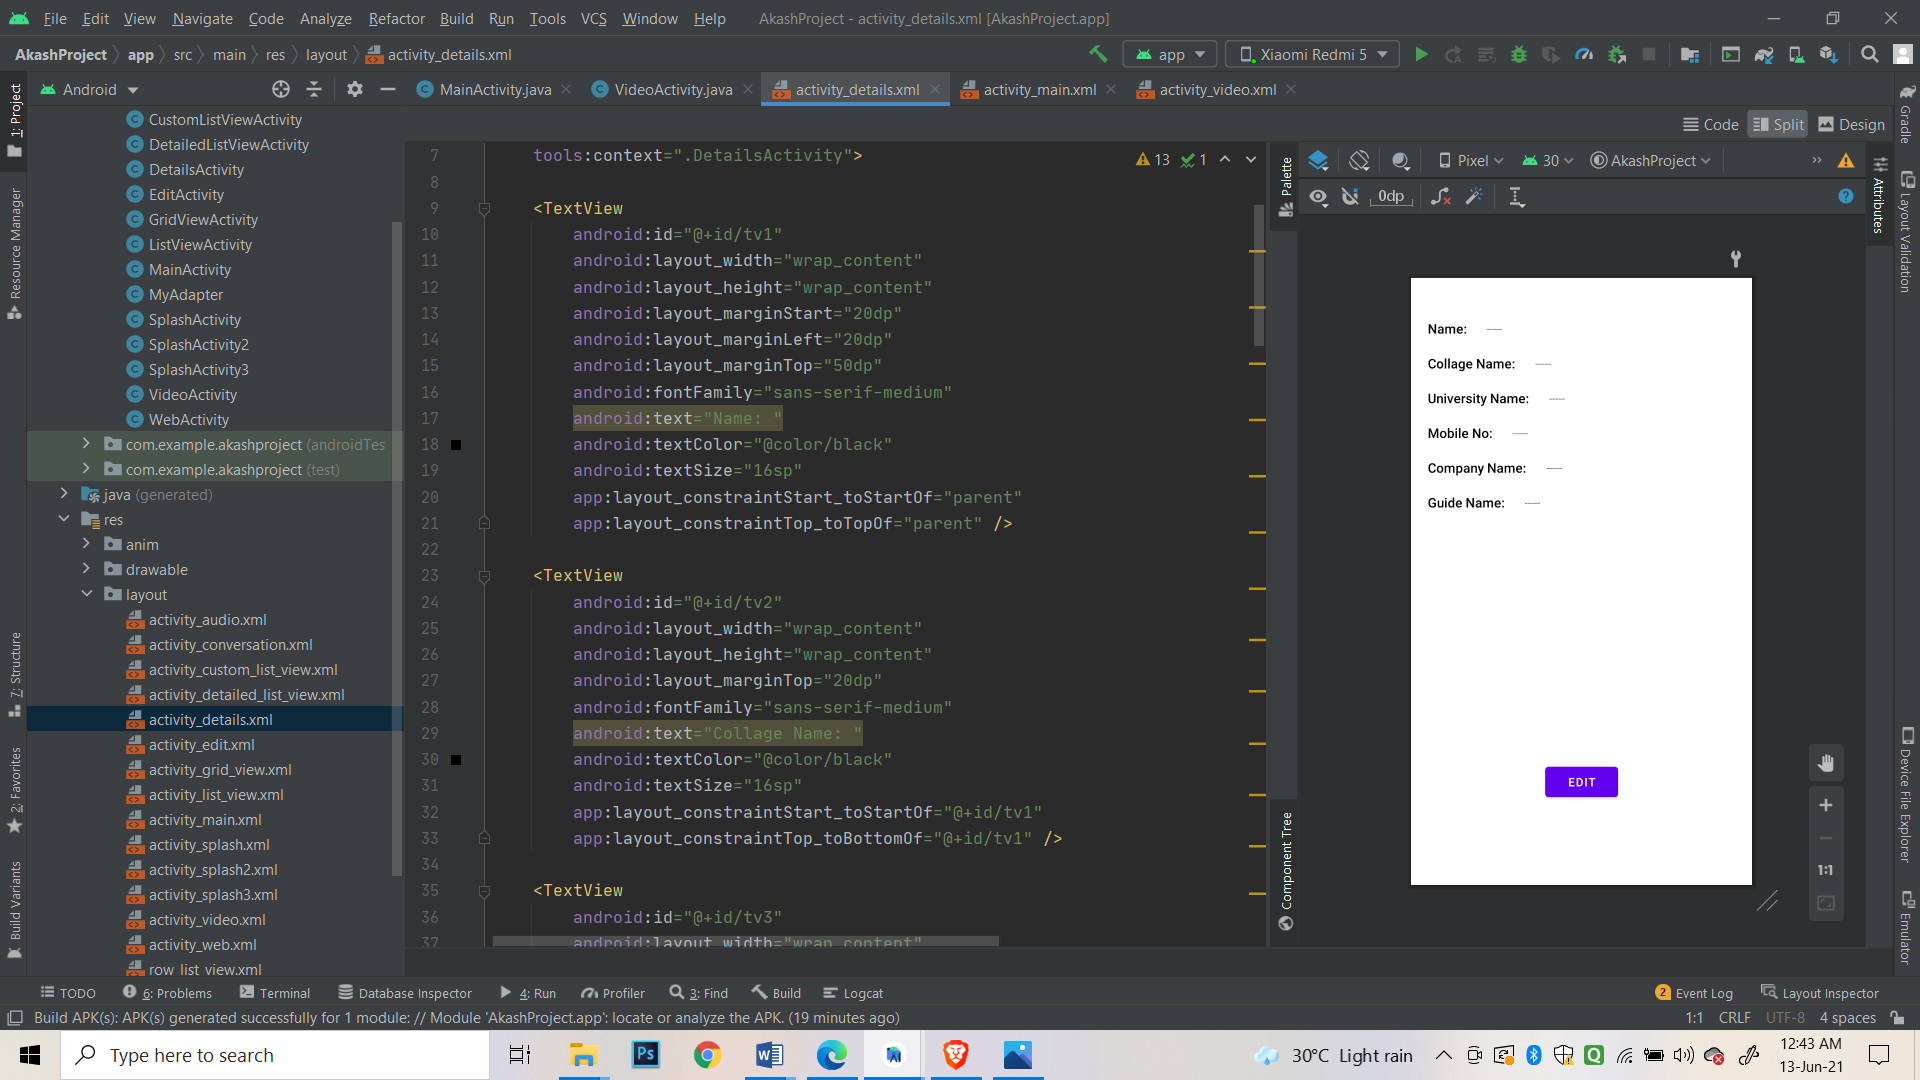 File Edit View Navigate Code Analyze Refactor Build Run Tools VCS Window Help AkashProject - activity_details.xml [AkashProject.app]
AkashProject app src main res layout activity_details.xml app Xiaomi Redmi 5
Android MainActivity.java VideoActivity.java activity_details.xml activity_main.xml activity_video.xml
Code Split Design
1: Project
Resource Manager
7: Structure
2: Favorites
Build Variants
CustomListViewActivity
DetailedListViewActivity
DetailsActivity
EditActivity
GridViewActivity
ListViewActivity
MainActivity
MyAdapter
SplashActivity
SplashActivity2
SplashActivity3
VideoActivity
WebActivity
com.example.akashproject (androidTes
com.example.akashproject (test)
java (generated)
res
anim
drawable
layout
activity_audio.xml
activity_conversation.xml
activity_custom_list_view.xml
activity_detailed_list_view.xml
activity_details.xml
activity_edit.xml
activity_grid_view.xml
activity_list_view.xml
activity_main.xml
activity_splash.xml
activity_splash2.xml
activity_splash3.xml
activity_video.xml
activity_web.xml
row_list_view.xml
13 1
7 tools:context=".DetailsActivity">
8
9 <TextView
10 android:id="@+id/tv1"
11 android:layout_width="wrap_content"
12 android:layout_height="wrap_content"
13 android:layout_marginStart="20dp"
14 android:layout_marginLeft="20dp"
15 android:layout_marginTop="50dp"
16 android:fontFamily="sans-serif-medium"
17 android:text="Name: "
18 android:textColor="@color/black"
19 android:textSize="16sp"
20 app:layout_constraintStart_toStartOf="parent"
21 app:layout_constraintTop_toTopOf="parent" />
22
23 <TextView
24 android:id="@+id/tv2"
25 android:layout_width="wrap_content"
26 android:layout_height="wrap_content"
27 android:layout_marginTop="20dp"
28 android:fontFamily="sans-serif-medium"
29 android:text="Collage Name: "
30 android:textColor="@color/black"
31 android:textSize="16sp"
32 app:layout_constraintStart_toStartOf="@+id/tv1"
33 app:layout_constraintTop_toBottomOf="@+id/tv1" />
34
35 <TextView
36 android:id="@+id/tv3"
37 android:layout_width="wrap_content"
Palette
Component Tree
Pixel 30 AkashProject
0dp
Name: -----
Collage Name: -----
University Name: -----
Mobile No: -----
Company Name: -----
Guide Name: -----
EDIT
1:1
Attributes
Gradle
Layout Validation
Device File Explorer
Emulator
TODO 6: Problems Terminal Database Inspector 4: Run Profiler 3: Find Build Logcat 2 Event Log Layout Inspector
Build APK(s): APK(s) generated successfully for 1 module: // Module 'AkashProject.app': locate or analyze the APK. (19 minutes ago) 1:1 CRLF UTF-8 4 spaces
Type here to search 30°C Light rain 12:43 AM
13-Jun-21